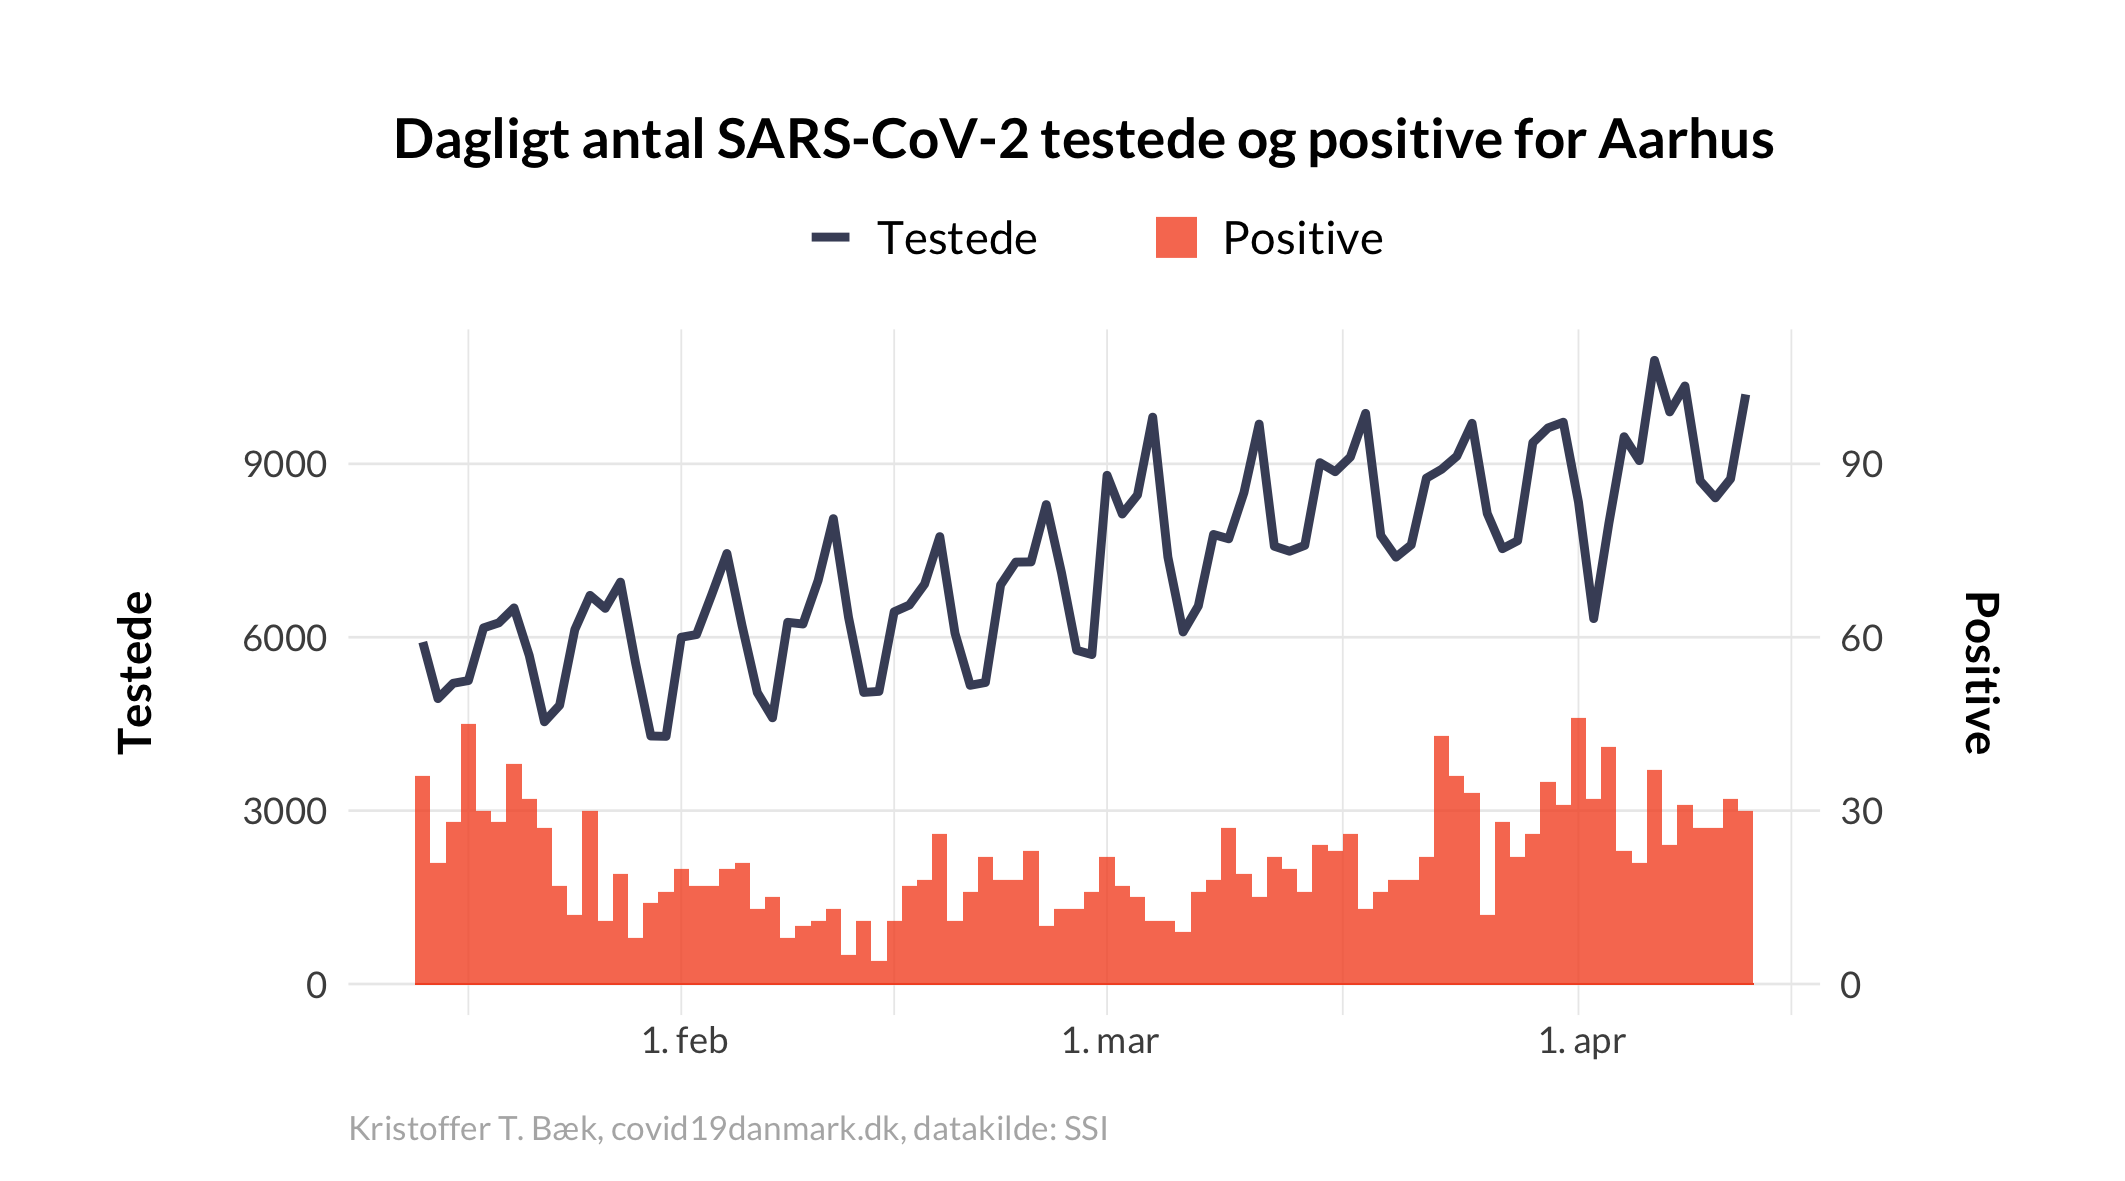 Dagligt antal SARS-CoV-2 testede og positive for Aarhus
Testede
Positive
9000
6000
3000
0
Testede
90
60
30
0
Positive
1. feb
1. mar
1. apr
Kristoffer T. Bæk, covid19danmark.dk, datakilde: SSI